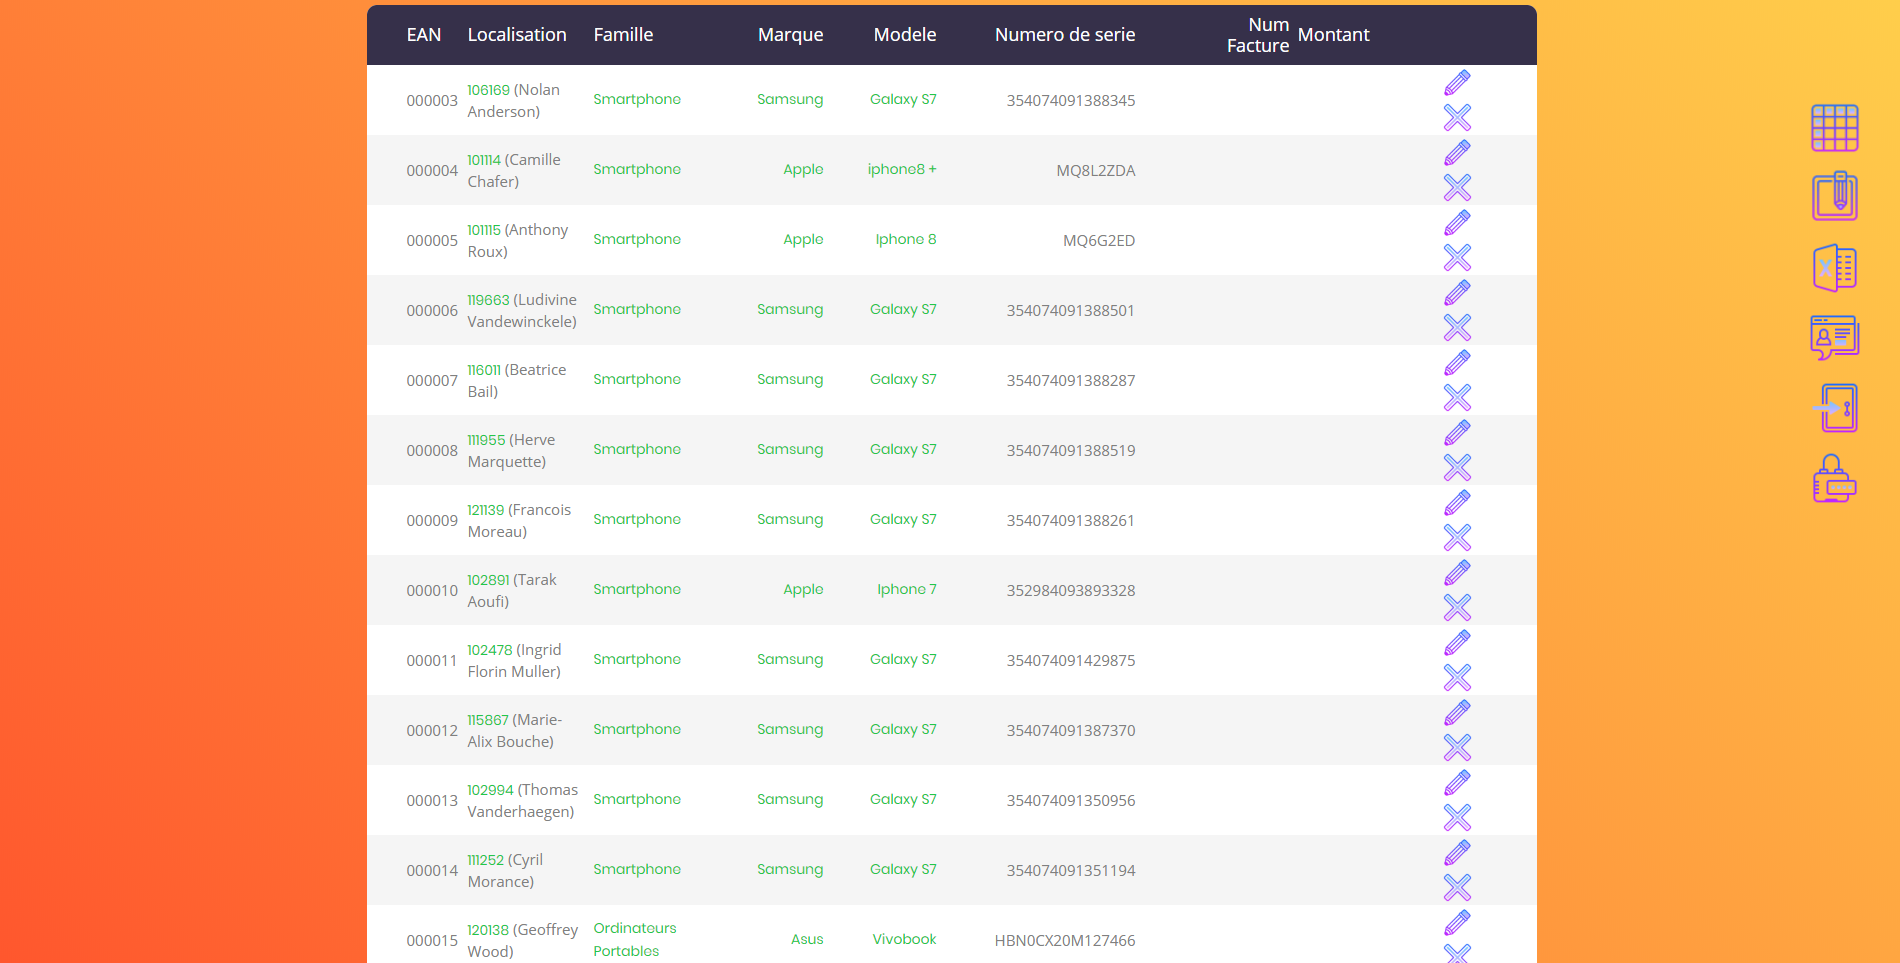 EAN Localisation Famille Marque Modele Numero de serie Num Facture Montant
000003 106169 (Nolan Anderson) Smartphone Samsung Galaxy S7 354074091388345
000004 101114 (Camille Chafer) Smartphone Apple iphone8 + MQ8L2ZDA
000005 101115 (Anthony Roux) Smartphone Apple Iphone 8 MQ6G2ED
000006 119663 (Ludivine Vandewinckele) Smartphone Samsung Galaxy S7 354074091388501
000007 116011 (Beatrice Bail) Smartphone Samsung Galaxy S7 354074091388287
000008 111955 (Herve Marquette) Smartphone Samsung Galaxy S7 354074091388519
000009 121139 (Francois Moreau) Smartphone Samsung Galaxy S7 354074091388261
000010 102891 (Tarak Aoufi) Smartphone Apple Iphone 7 352984093893328
000011 102478 (Ingrid Florin Muller) Smartphone Samsung Galaxy S7 354074091429875
000012 115867 (Marie-Alix Bouche) Smartphone Samsung Galaxy S7 354074091387370
000013 102994 (Thomas Vanderhaegen) Smartphone Samsung Galaxy S7 354074091350956
000014 111252 (Cyril Morance) Smartphone Samsung Galaxy S7 354074091351194
000015 120138 (Geoffrey Wood) Ordinateurs Portables Asus Vivobook HBN0CX20M127466